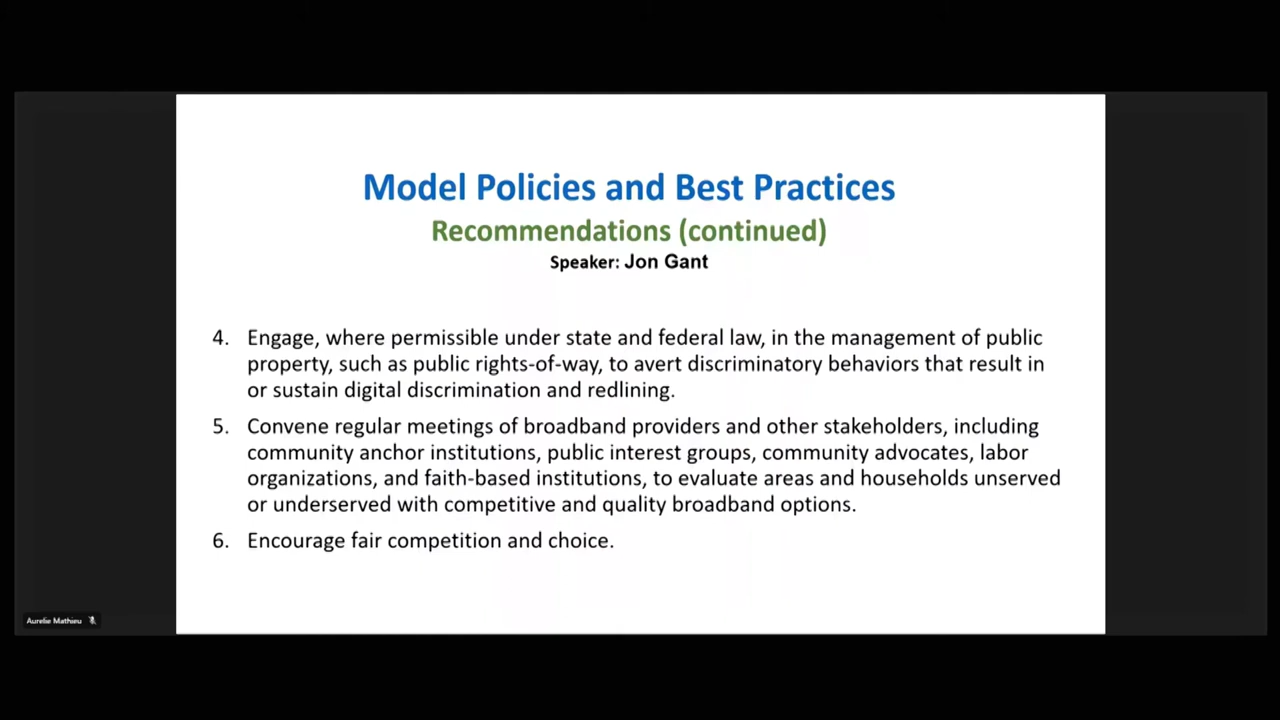 Model Policies and Best Practices
Recommendations (continued)
Speaker: Jon Gant
4. Engage, where permissible under state and federal law, in the management of public
property, such as public rights-of-way, to avert discriminatory behaviors that result in
or sustain digital discrimination and redlining.
5. Convene regular meetings of broadband providers and other stakeholders, including
community anchor institutions, public interest groups, community advocates, labor
organizations, and faith-based institutions, to evaluate areas and households unserved
or underserved with competitive and quality broadband options.
6. Encourage fair competition and choice.
Aurelie Mathieu